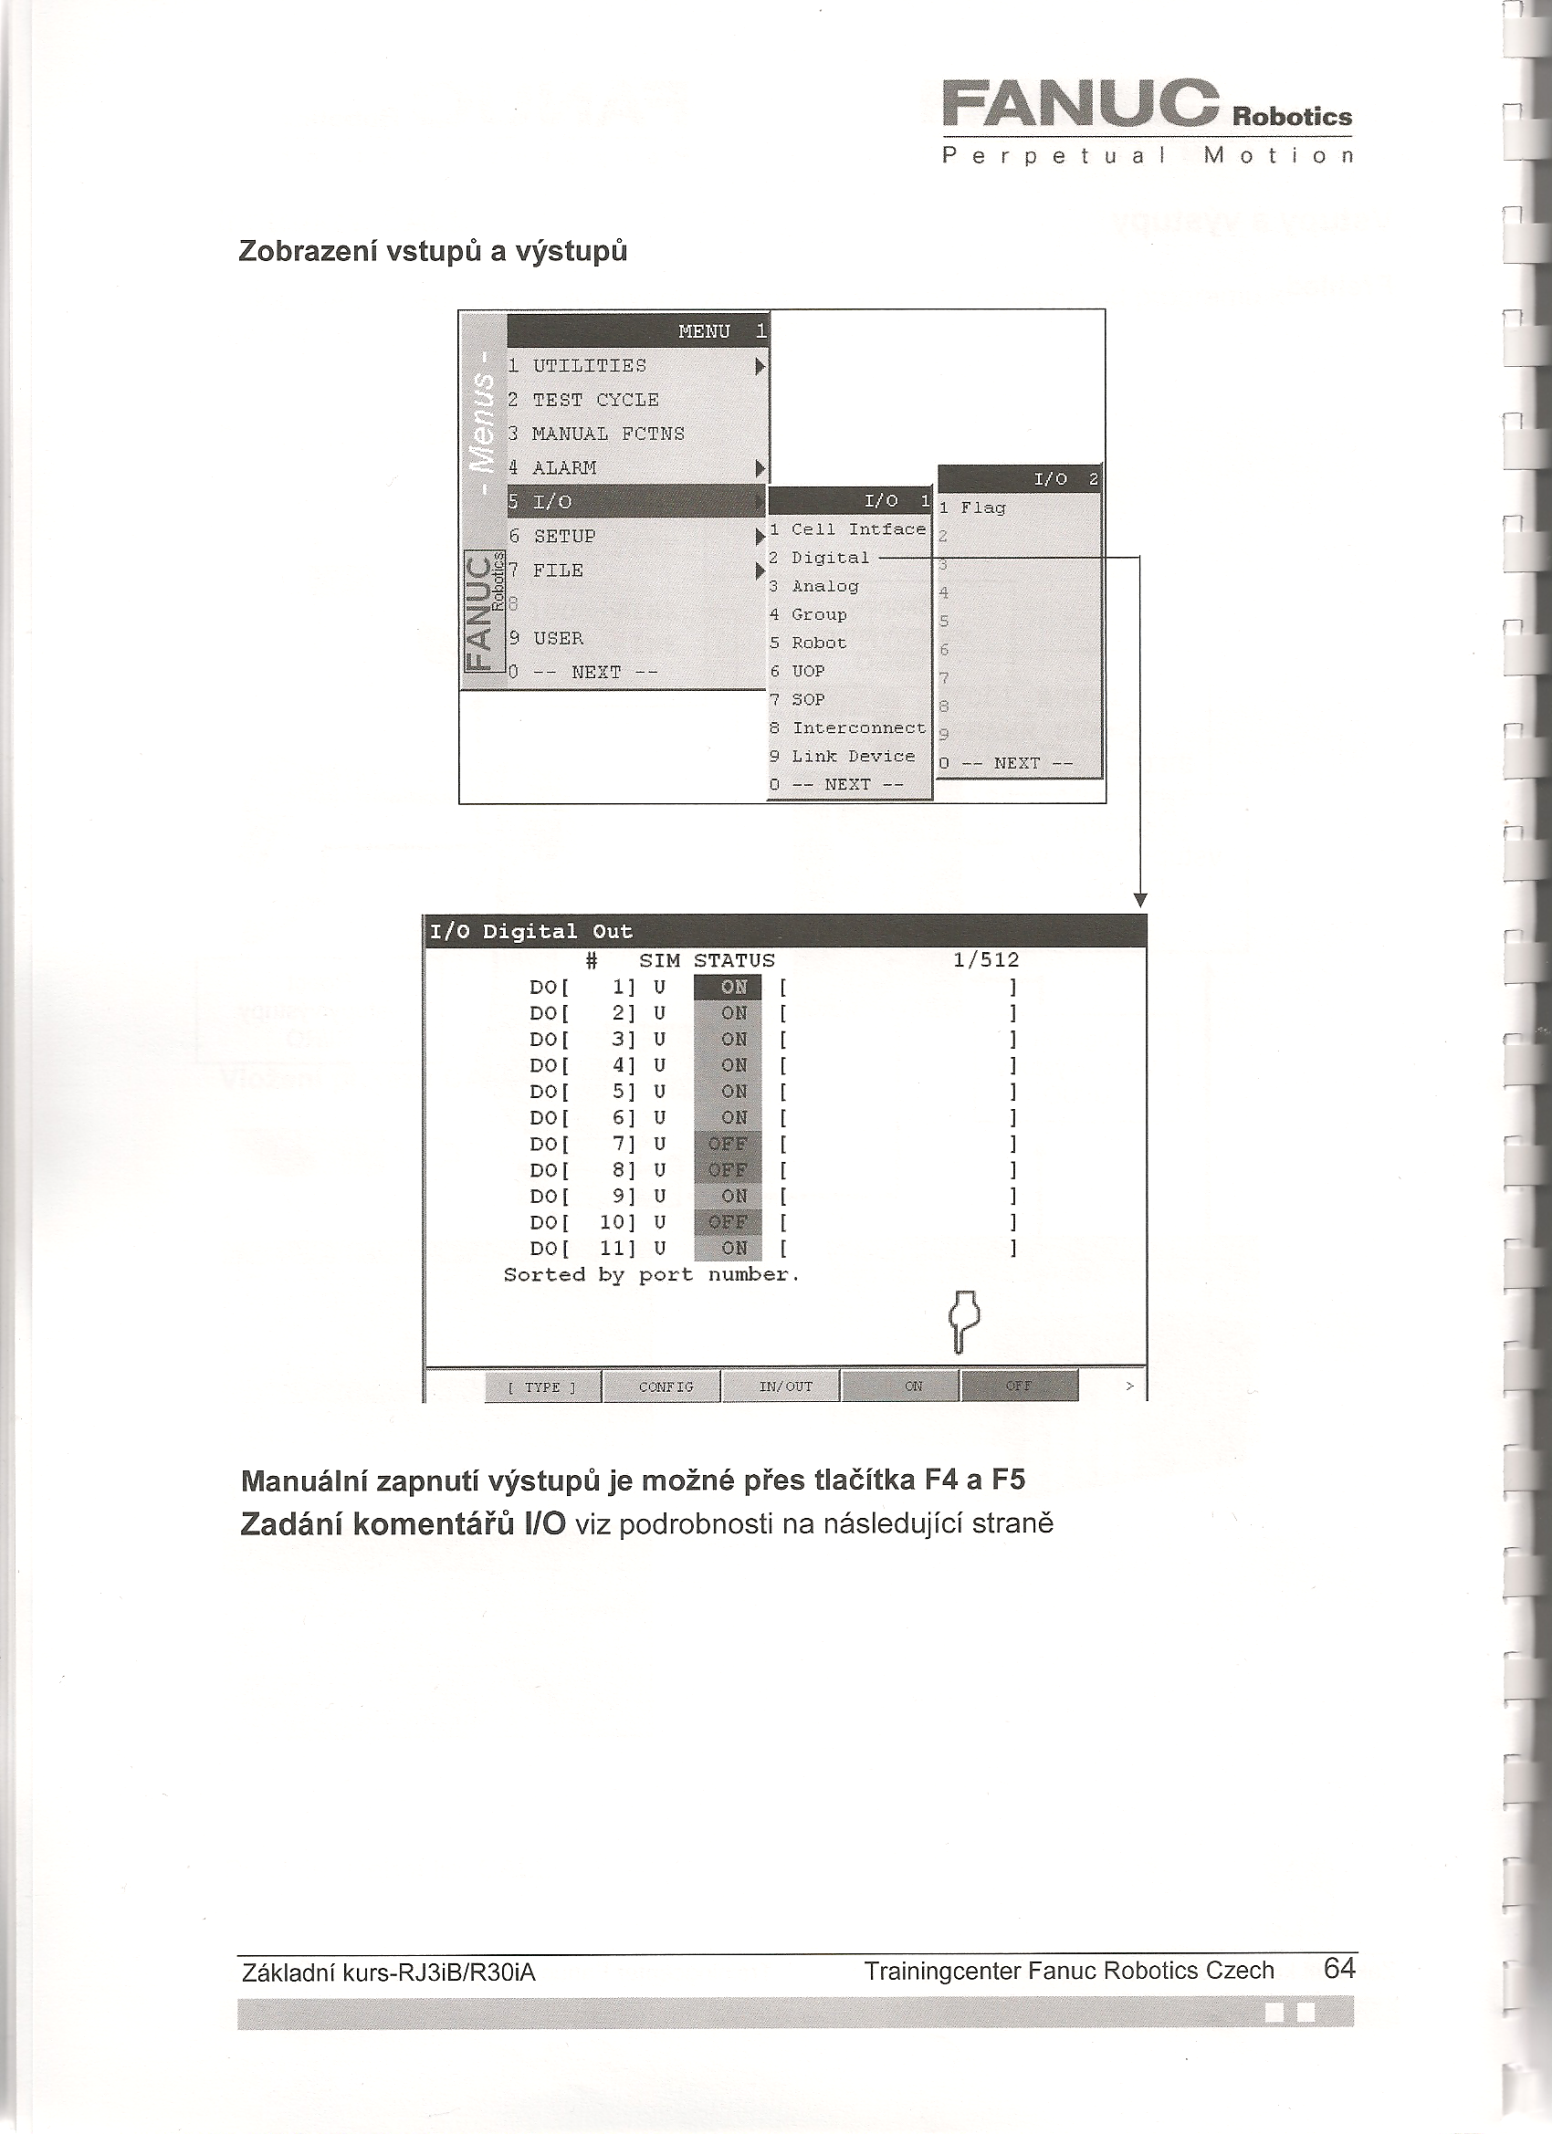 FANUC Robotics
Perpetual Motion
Zobrazení vstupů a výstupů
- Menus -
FANUC Robotics
MENU 1
1 UTILITIES
2 TEST CYCLE
3 MANUAL FCTNS
4 ALARM
5 I/O
6 SETUP
7 FILE
8
9 USER
0 -- NEXT --
I/O 1
1 Cell Intface
2 Digital
3 Analog
4 Group
5 Robot
6 UOP
7 SOP
8 Interconnect
9 Link Device
0 -- NEXT --
I/O 2
1 Flag
2
3
4
5
6
7
8
9
0 -- NEXT --
I/O Digital Out
# SIM STATUS 1/512
DO[ 1] U ON [ ]
DO[ 2] U ON [ ]
DO[ 3] U ON [ ]
DO[ 4] U ON [ ]
DO[ 5] U ON [ ]
DO[ 6] U ON [ ]
DO[ 7] U OFF [ ]
DO[ 8] U OFF [ ]
DO[ 9] U ON [ ]
DO[ 10] U OFF [ ]
DO[ 11] U ON [ ]
Sorted by port number.
[ TYPE ] CONFIG IN/OUT ON OFF >
Manuální zapnutí výstupů je možné přes tlačítka F4 a F5
Zadání komentářů I/O viz podrobnosti na následující straně
Základní kurs-RJ3iB/R30iA Trainingcenter Fanuc Robotics Czech 64